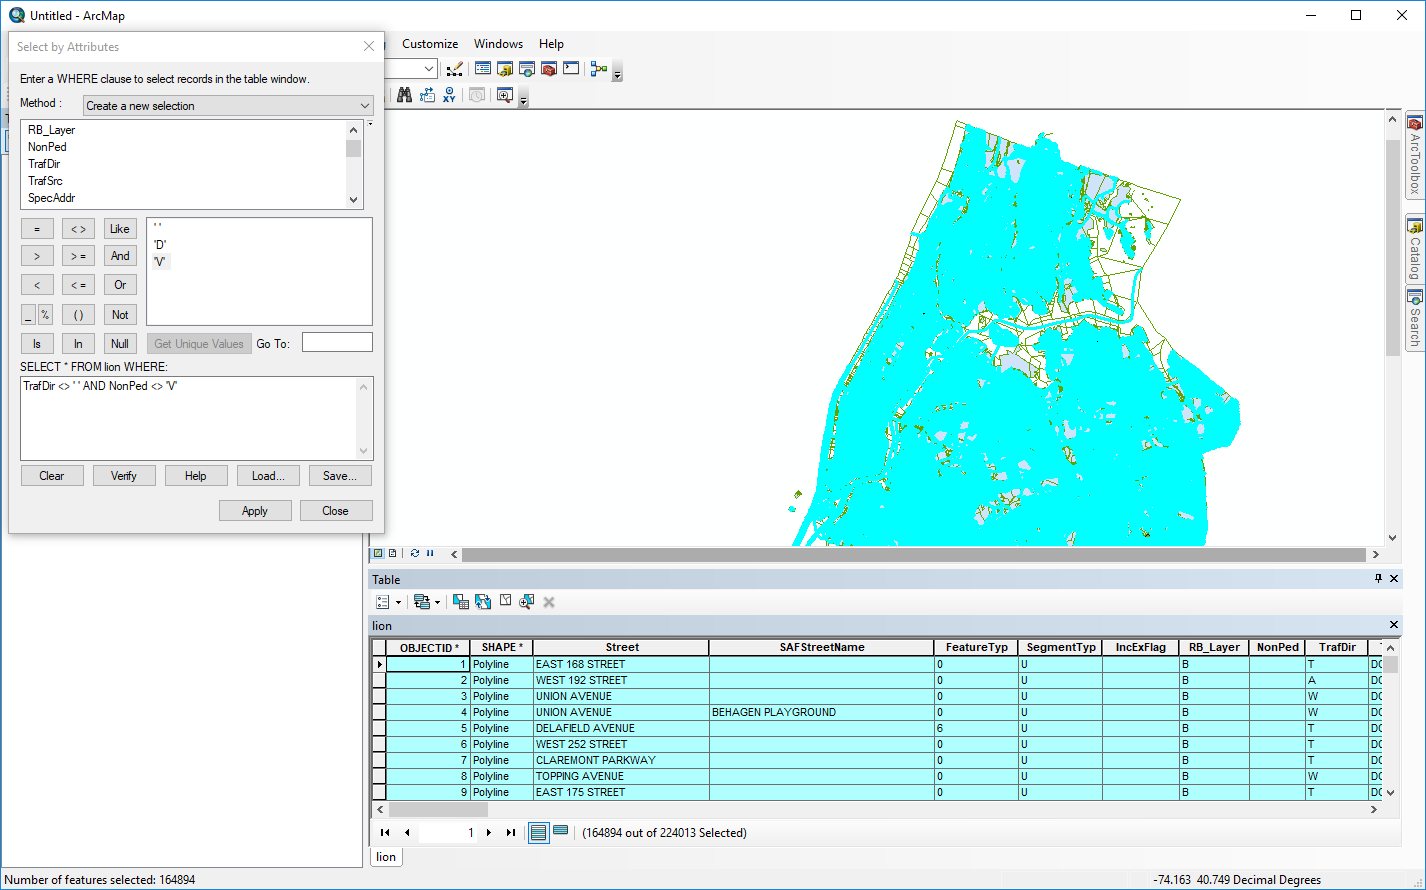 Untitled - ArcMap
Select by Attributes
Customize Windows Help
Enter a WHERE clause to select records in the table window.
Method : Create a new selection
RB_Layer
NonPed
TrafDir
TrafSrc
SpecAddr
= < > Like
> > = And
< < = Or
_ % ( ) Not
Is In Null
' '
'D'
'V'
Get Unique Values Go To:
SELECT * FROM lion WHERE:
TrafDir <> ' ' AND NonPed <> 'V'
Clear Verify Help Load... Save...
Apply Close
XY
ArcToolbox
Catalog
Search
Table
lion
OBJECTID * SHAPE * Street SAFStreetName FeatureTyp SegmentTyp IncExFlag RB_Layer NonPed TrafDir
1 Polyline EAST 168 STREET 0 U B T DC
2 Polyline WEST 192 STREET 0 U B A DC
3 Polyline UNION AVENUE 0 U B W DC
4 Polyline UNION AVENUE BEHAGEN PLAYGROUND 0 U B W DC
5 Polyline DELAFIELD AVENUE 6 U B T DC
6 Polyline WEST 252 STREET 0 U B T DC
7 Polyline CLAREMONT PARKWAY 0 U B T DC
8 Polyline TOPPING AVENUE 0 U B W DC
9 Polyline EAST 175 STREET 0 U B T DC
1 (164894 out of 224013 Selected)
lion
Number of features selected: 164894
-74.163 40.749 Decimal Degrees